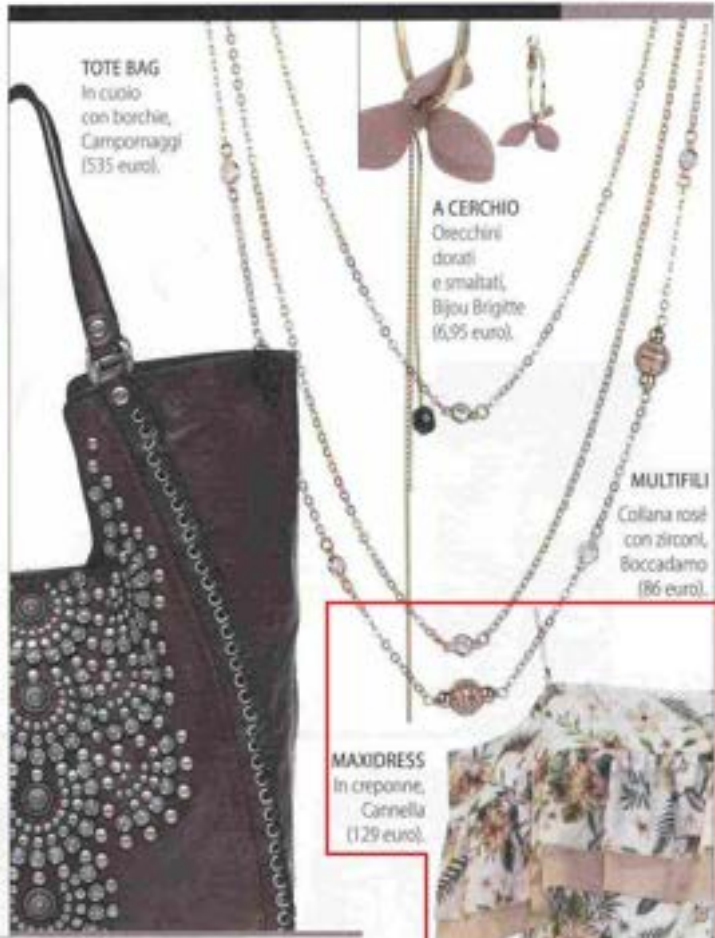 TOTE BAG
In cuoio
con borchie,
Campomaggi
(535 euro).
A CERCHIO
Orecchini
dorati
e smaltati,
Bijou Brigitte
(6,95 euro).
MULTIFILI
Collana rosé
con zirconi,
Boccadamo
(86 euro).
MAXIDRESS
In creponne,
Cannella
(129 euro).